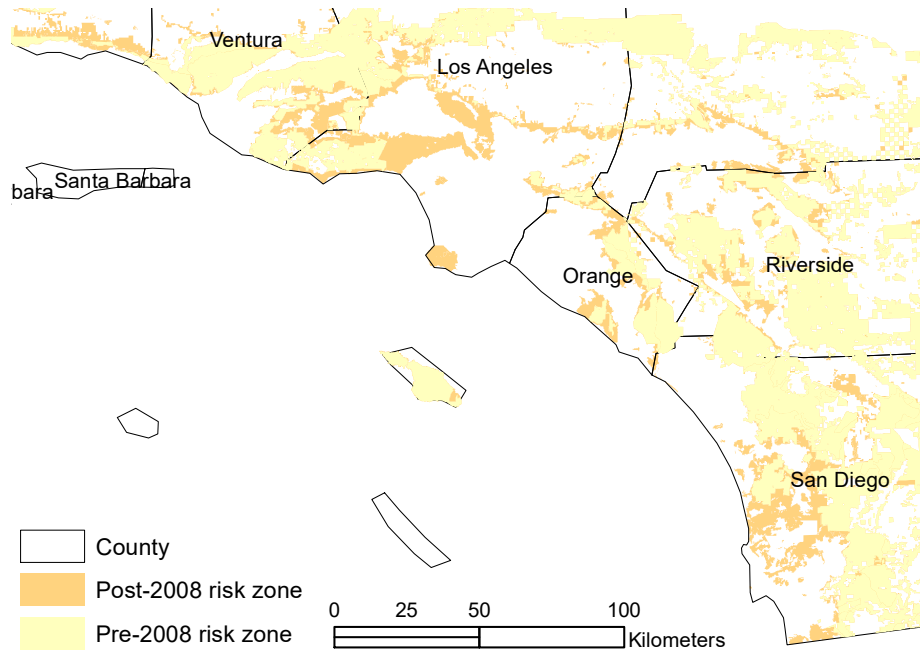 Ventura
Los Angeles
Santa Barbara
bara
Riverside
Orange
San Diego
County
Post-2008 risk zone
Pre-2008 risk zone
0 25 50 100
Kilometers